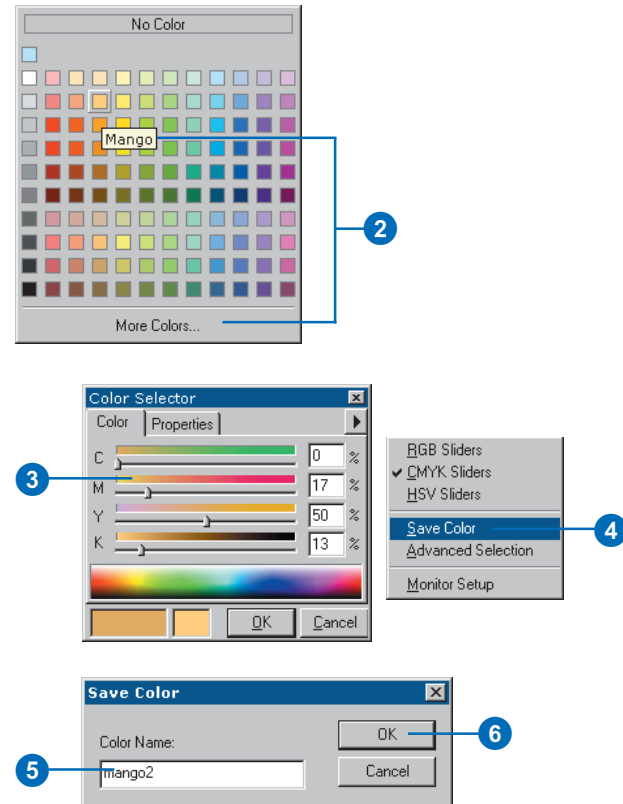 No Color
Mango
2
More Colors...
Color Selector
Color Properties
C 0 %
3
M 17 %
Y 50 %
K 13 %
OK Cancel
RGB Sliders
✓ CMYK Sliders
HSV Sliders
Save Color
4
Advanced Selection
Monitor Setup
Save Color
OK
6
Color Name:
5
mango2
Cancel